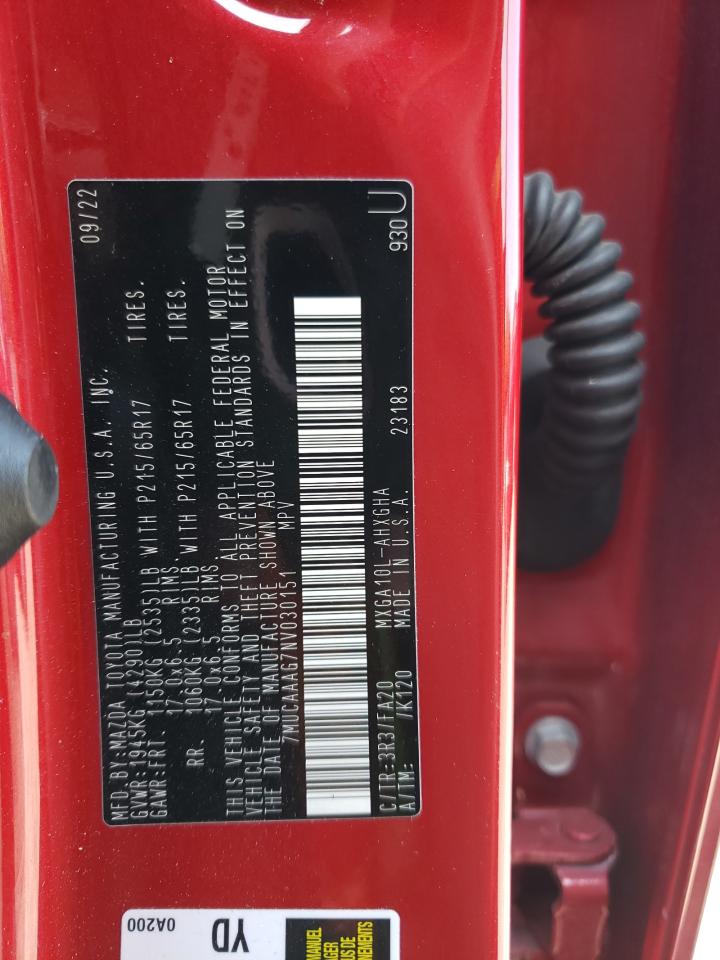 MFD. BY:MAZDA TOYOTA MANUFACTURING U.S.A. INC. 09/22
GVWR:1945KG (4290)LB
GAWR:FRT. 1150KG (2535)LB WITH P215/65R17 TIRES.
17.0x6.5 RIMS.
RR. 1060KG (2335)LB WITH P215/65R17 TIRES.
17.0x6.5 RIMS.
THIS VEHICLE CONFORMS TO ALL APPLICABLE FEDERAL MOTOR
VEHICLE SAFETY AND THEFT PREVENTION STANDARDS IN EFFECT ON
THE DATE OF MANUFACTURE SHOWN ABOVE
7MUCAAAG7NV030151 MPV
C/TR:3R3/FA20 MXGA10L-AHXGHA
A/TM: /K120 MADE IN U.S.A. 23183 930 U
0A200
YD
MANUEL